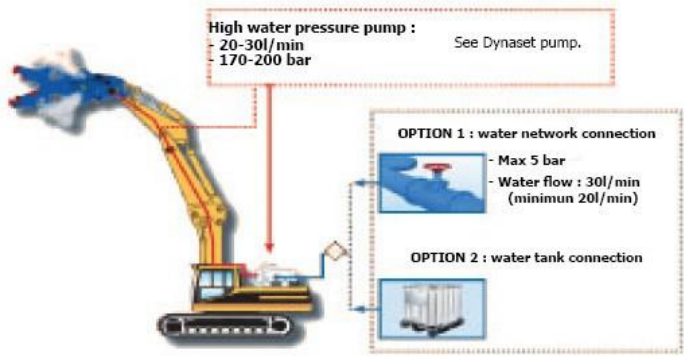 High water pressure pump :
- 20-30l/min
- 170-200 bar
See Dynaset pump.
OPTION 1 : water network connection
- Max 5 bar
- Water flow : 30l/min
(minimun 20l/min)
OPTION 2 : water tank connection